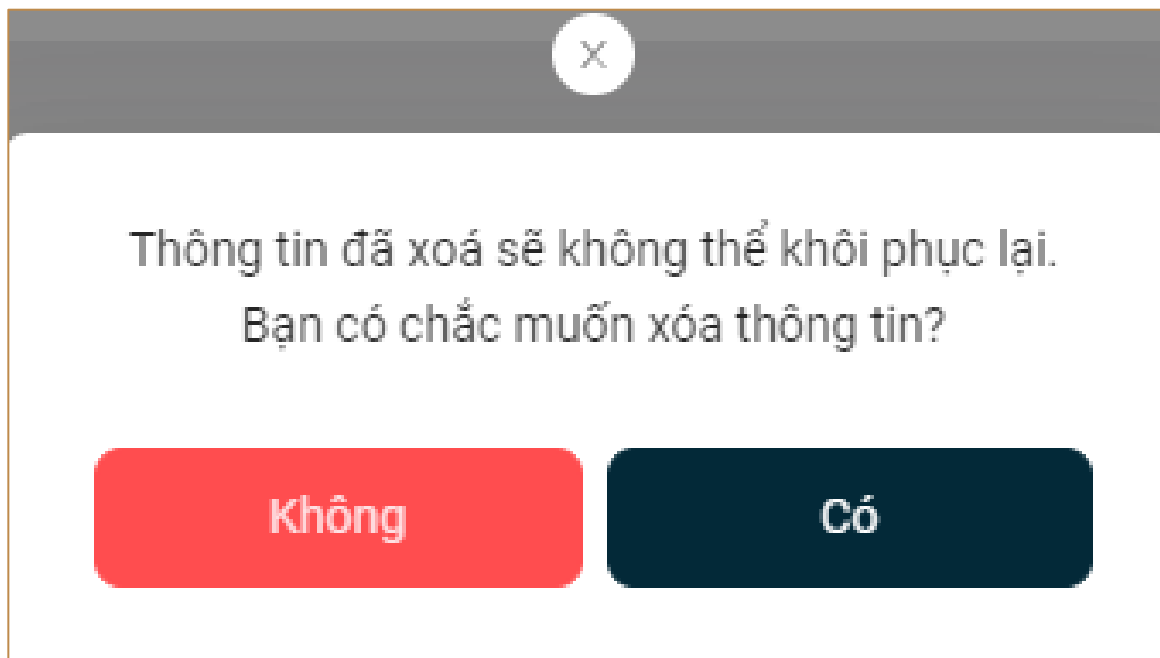 Thông tin đã xoá sẽ không thể khôi phục lại.
Bạn có chắc muốn xóa thông tin?
Không
Có